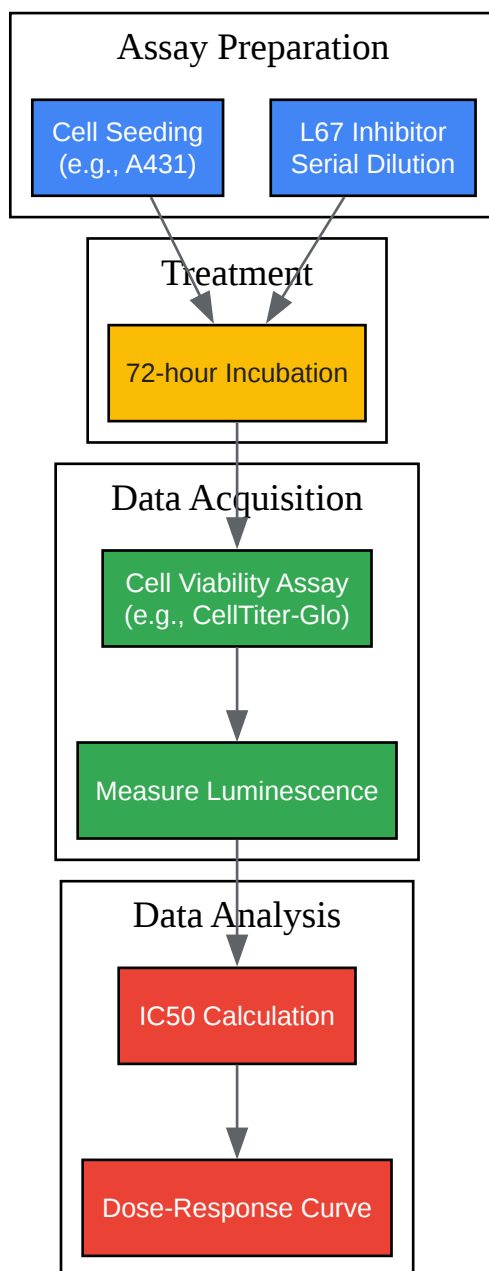 Assay Preparation
Cell Seeding
(e.g., A431)
L67 Inhibitor
Serial Dilution
Treatment
72-hour Incubation
Data Acquisition
Cell Viability Assay
(e.g., CellTiter-Glo)
Measure Luminescence
Data Analysis
IC50 Calculation
Dose-Response Curve